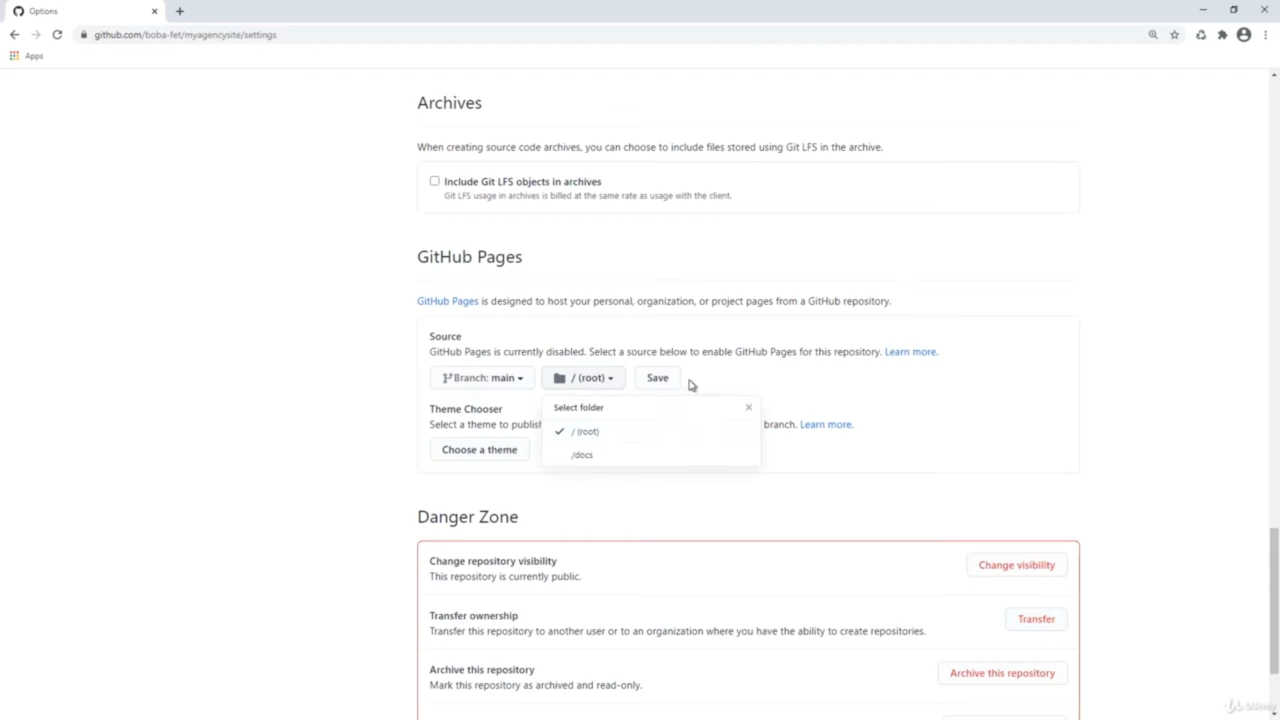 Options
github.com/boba-fet/myagencysite/settings
Apps
Archives
When creating source code archives, you can choose to include files stored using Git LFS in the archive.
Include Git LFS objects in archives
Git LFS usage in archives is billed at the same rate as usage with the client.
GitHub Pages
GitHub Pages is designed to host your personal, organization, or project pages from a GitHub repository.
Source
GitHub Pages is currently disabled. Select a source below to enable GitHub Pages for this repository. Learn more.
Branch: main / (root) Save
Theme Chooser
Select a theme to publish branch. Learn more.
Choose a theme
Select folder
/ (root)
/docs
Danger Zone
Change repository visibility
This repository is currently public.
Change visibility
Transfer ownership
Transfer this repository to another user or to an organization where you have the ability to create repositories.
Transfer
Archive this repository
Mark this repository as archived and read-only.
Archive this repository
Udemy